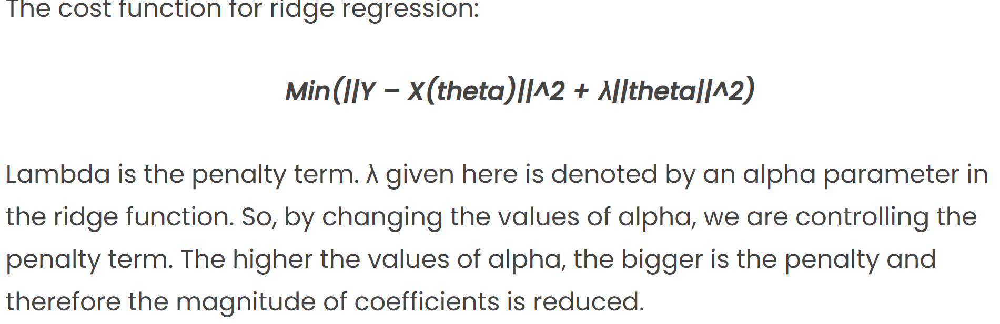 The cost function for ridge regression:
Min(||Y – X(theta)||^2 + λ||theta||^2)
Lambda is the penalty term. λ given here is denoted by an alpha parameter in
the ridge function. So, by changing the values of alpha, we are controlling the
penalty term. The higher the values of alpha, the bigger is the penalty and
therefore the magnitude of coefficients is reduced.